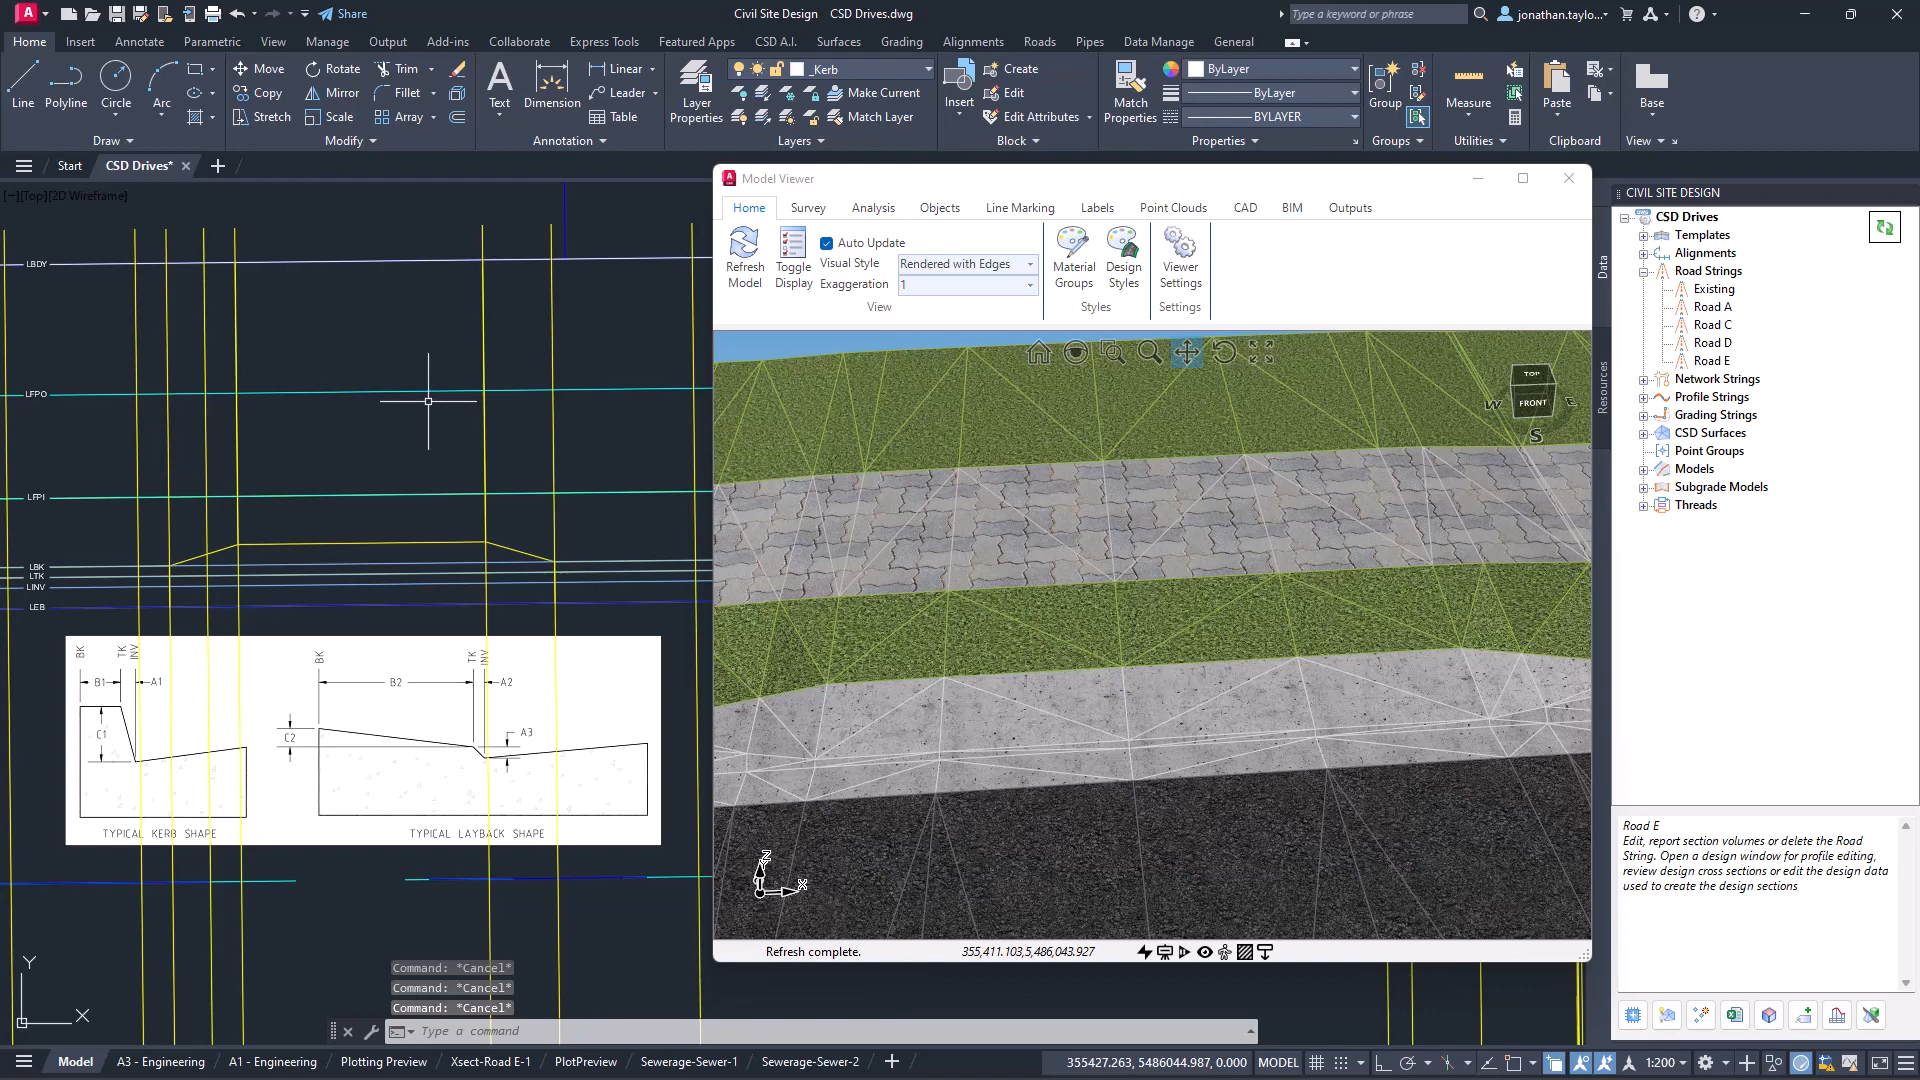 Share
Civil Site Design CSD Drives.dwg
Type a keyword or phrase
jonathan.taylo...
Home Insert Annotate Parametric View Manage Output Add-ins Collaborate Express Tools Featured Apps CSD A.I. Surfaces Grading Alignments Roads Pipes Data Manage General
Line Polyline Circle Arc
Draw
Move Rotate Trim
Copy Mirror Fillet
Stretch Scale Array
Modify
Text Dimension
Linear
Leader
Table
Annotation
Layer Properties
_Kerb
Make Current
Match Layer
Layers
Insert
Create
Edit
Edit Attributes
Block
Match Properties
ByLayer
ByLayer
BYLAYER
Properties
Group
Groups
Measure
Utilities
Paste
Clipboard
Base
View
Start CSD Drives*
[−][Top][2D Wireframe]
LBDY
LFPO
LFPI
LBK
LTK
LINV
LEB
BK TK INV
B1 A1
C1
TYPICAL KERB SHAPE
BK TK INV
B2 A2
C2
A3
TYPICAL LAYBACK SHAPE
Y
X
Command: *Cancel*
Command: *Cancel*
Command: *Cancel*
Type a command
Model Viewer
Home Survey Analysis Objects Line Marking Labels Point Clouds CAD BIM Outputs
Refresh Model
Toggle Display
Auto Update
Visual Style Rendered with Edges
Exaggeration 1
View
Material Groups
Design Styles
Styles
Viewer Settings
Settings
TOP
FRONT
W
E
S
Z
X
Refresh complete. 355,411.103,5,486,043.927
CIVIL SITE DESIGN
Data
Resources
CSD Drives
Templates
Alignments
Road Strings
Existing
Road A
Road C
Road D
Road E
Network Strings
Profile Strings
Grading Strings
CSD Surfaces
Point Groups
Models
Subgrade Models
Threads
Road E
Edit, report section volumes or delete the Road
String. Open a design window for profile editing,
review design cross sections or edit the design data
used to create the design sections
Model A3 - Engineering A1 - Engineering Plotting Preview Xsect-Road E-1 PlotPreview Sewerage-Sewer-1 Sewerage-Sewer-2
355427.263, 5486044.987, 0.000 MODEL
1:200